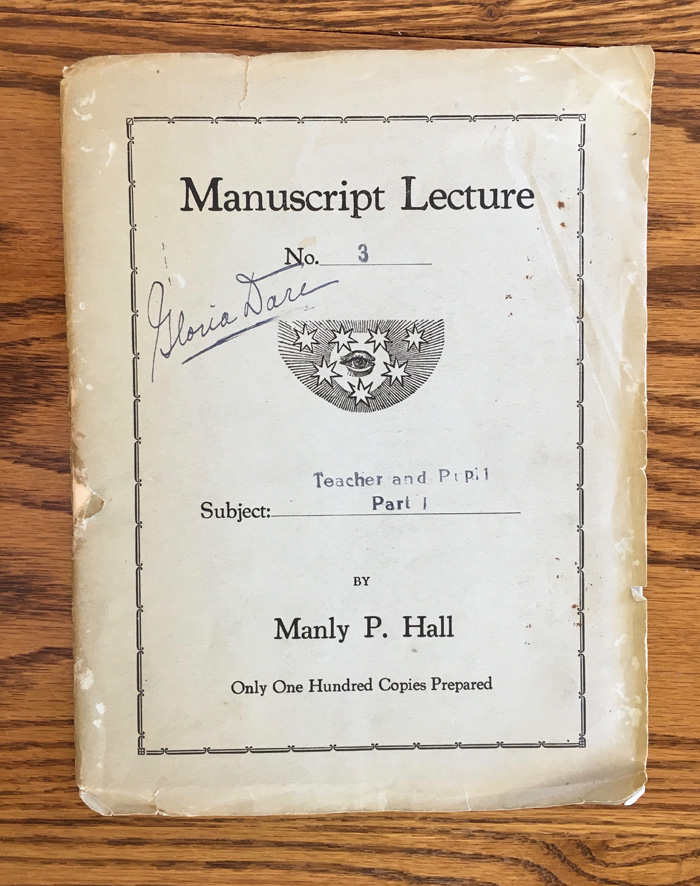 Manuscript Lecture
No. 3
Gloria Dare
Teacher and Pupil
Subject: Part 1
BY
Manly P. Hall
Only One Hundred Copies Prepared